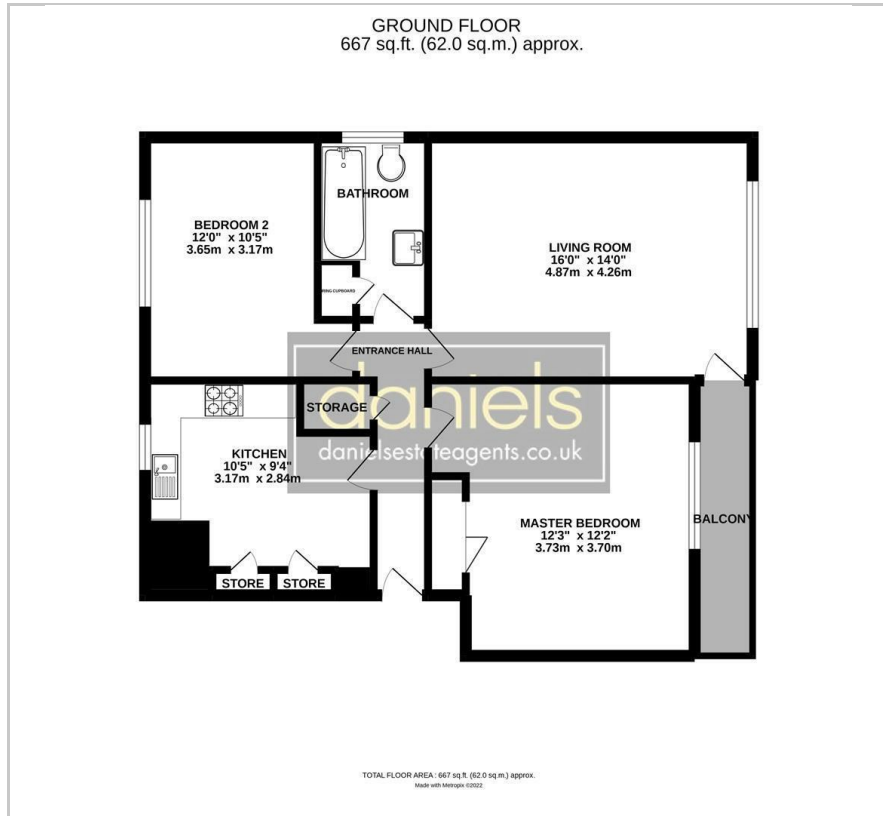 GROUND FLOOR
667 sq.ft. (62.0 sq.m.) approx.
BATHROOM
BEDROOM 2
12'0" x 10'5"
3.65m x 3.17m
LIVING ROOM
16'0" x 14'0"
4.87m x 4.26m
CUPBOARD
ENTRANCE HALL
daniels
danielsestateagents.co.uk
STORAGE
KITCHEN
10'5" x 9'4"
3.17m x 2.84m
MASTER BEDROOM
12'3" x 12'2"
3.73m x 3.70m
BALCONY
STORE
STORE
TOTAL FLOOR AREA : 667 sq.ft. (62.0 sq.m.) approx.
Made with Metropix ©2022